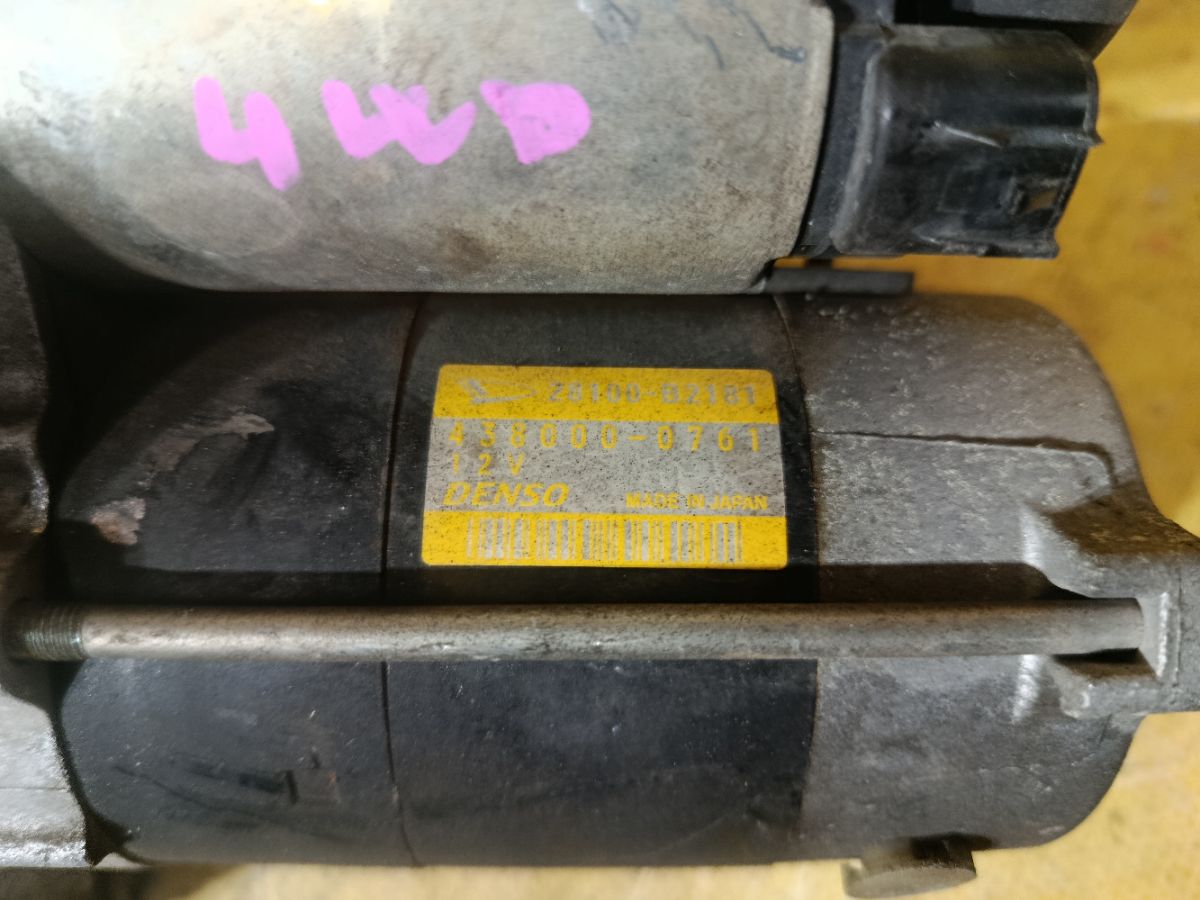 4WD
28100-B2181
438000-0761
12V
DENSO MADE IN JAPAN